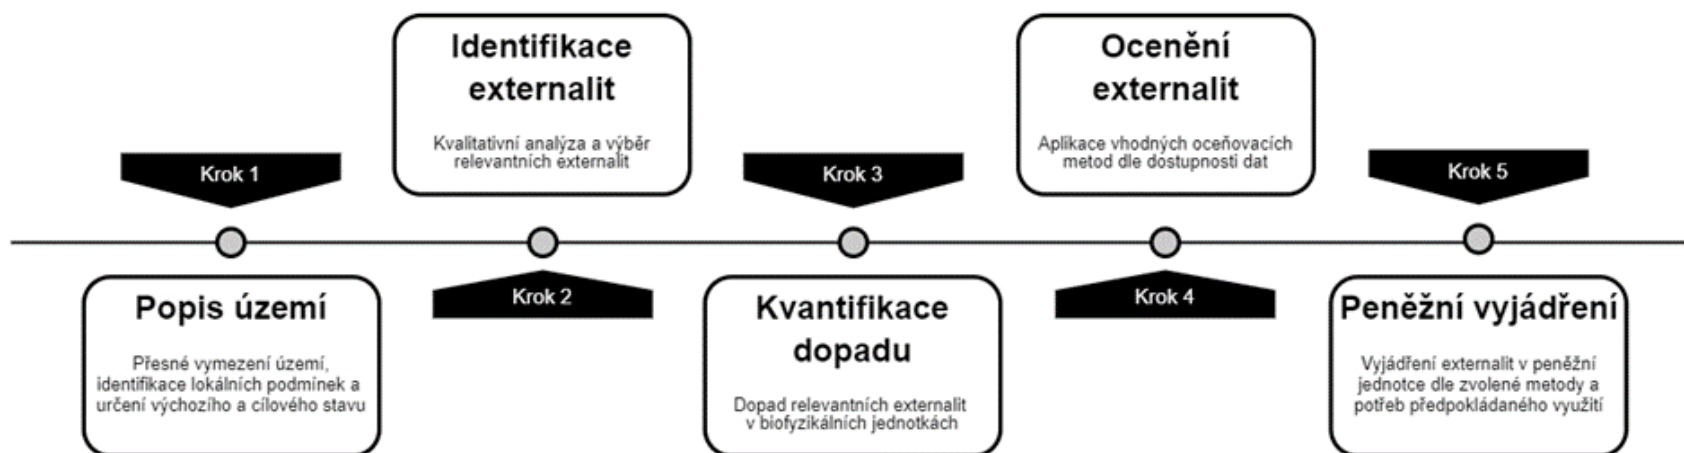 Krok 1
Popis území
Přesné vymezení území,
identifikace lokálních podmínek a
určení výchozího a cílového stavu
Identifikace
externalit
Kvalitativní analýza a výběr
relevantních externalit
Krok 2
Krok 3
Kvantifikace
dopadu
Dopad relevantních externalit
v biofyzikálních jednotkách
Ocenění
externalit
Aplikace vhodných oceňovacích
metod dle dostupnosti dat
Krok 4
Krok 5
Peněžní vyjádření
Vyjádření externalit v peněžní
jednotce dle zvolené metody a
potřeb předpokládaného využití